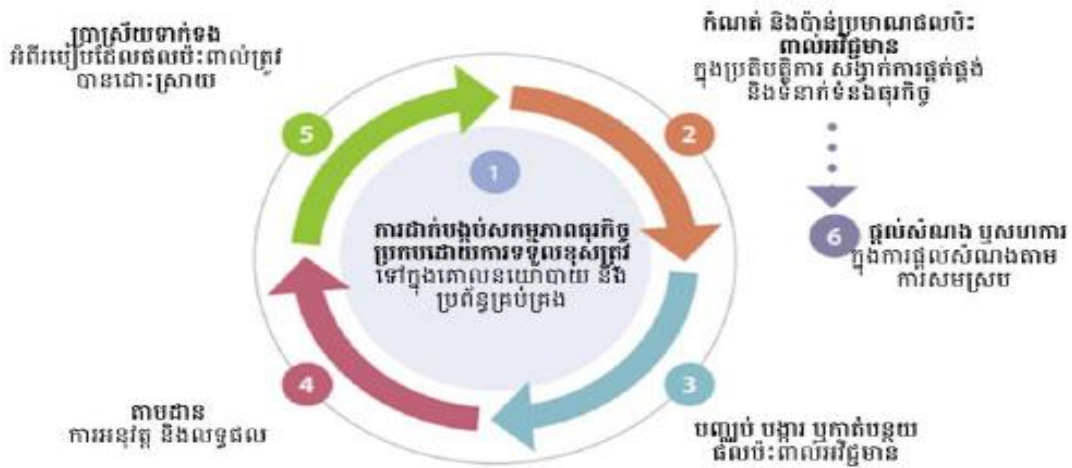 1
ការដាក់បង្កប់សកម្មភាពធុរកិច្ច
ប្រកបដោយការទទួលខុសត្រូវ
ទៅក្នុងគោលនយោបាយ និង
ប្រព័ន្ធគ្រប់គ្រង
2
កំណត់ និងប៉ាន់ប្រមាណផលប៉ះ
ពាល់អវិជ្ជមាន
ក្នុងប្រតិបត្តិការ សង្វាក់ការផ្គត់ផ្គង់
និងទំនាក់ទំនងធុរកិច្ច
3
បញ្ឈប់ បង្ការ ឬកាត់បន្ថយ
ផលប៉ះពាល់អវិជ្ជមាន
4
តាមដាន
ការអនុវត្ត និងលទ្ធផល
5
ប្រាស្រ័យទាក់ទង
អំពីរបៀបដែលផលប៉ះពាល់ត្រូវ
បានដោះស្រាយ
6
ផ្តល់សំណង ឬសហការ
ក្នុងការផ្តល់សំណងតាម
ការសមស្រប